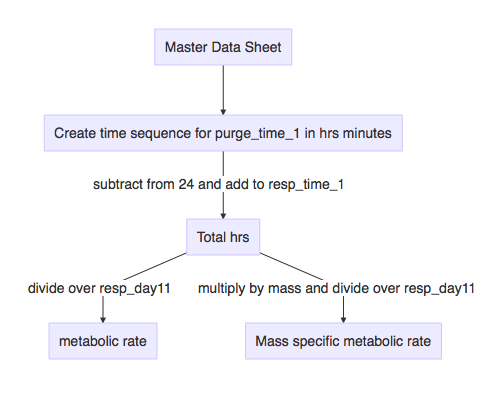 Master Data Sheet
Create time sequence for purge_time_1 in hrs minutes
subtract from 24 and add to resp_time_1
Total hrs
divide over resp_day11
multiply by mass and divide over resp_day11
metabolic rate
Mass specific metabolic rate